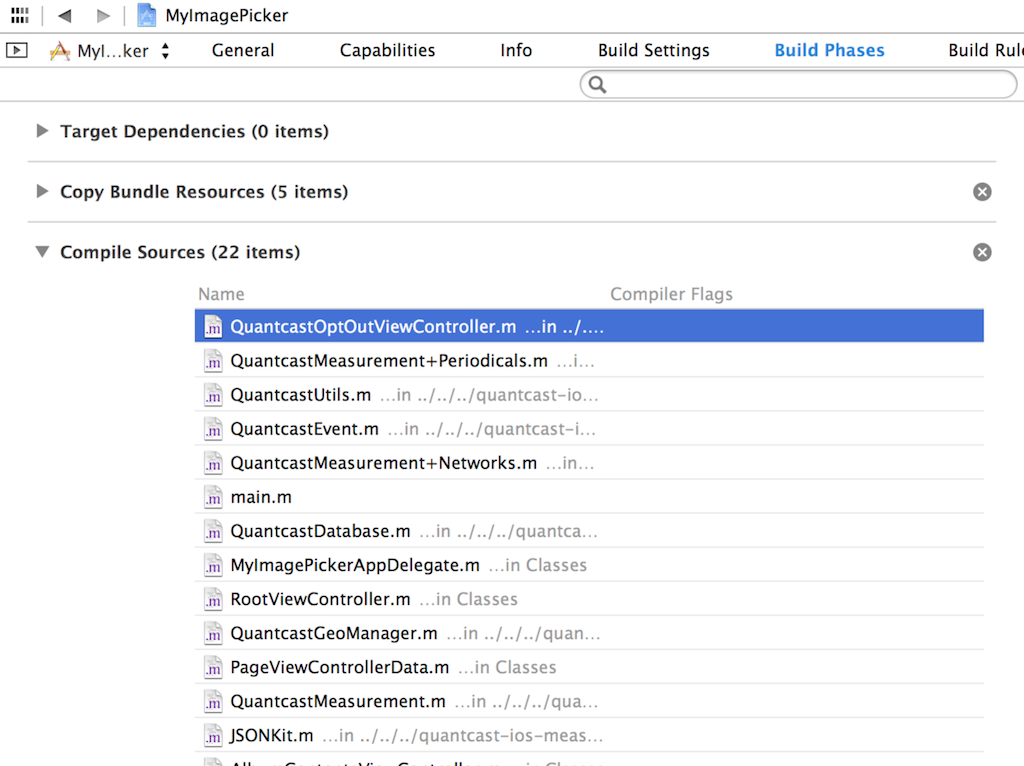 MyImagePicker
MyI...ker General Capabilities Info Build Settings Build Phases Build Rule
Target Dependencies (0 items)
Copy Bundle Resources (5 items)
Compile Sources (22 items)
Name Compiler Flags
.m QuantcastOptOutViewController.m ...in ../....
.m QuantcastMeasurement+Periodicals.m ...i...
.m QuantcastUtils.m ...in ../../../quantcast-io...
.m QuantcastEvent.m ...in ../../../quantcast-i...
.m QuantcastMeasurement+Networks.m ...in...
.m main.m
.m QuantcastDatabase.m ...in ../../../quantca...
.m MyImagePickerAppDelegate.m ...in Classes
.m RootViewController.m ...in Classes
.m QuantcastGeoManager.m ...in ../../../quan...
.m PageViewControllerData.m ...in Classes
.m QuantcastMeasurement.m ...in ../../../qua...
.m JSONKit.m ...in ../../../quantcast-ios-meas...